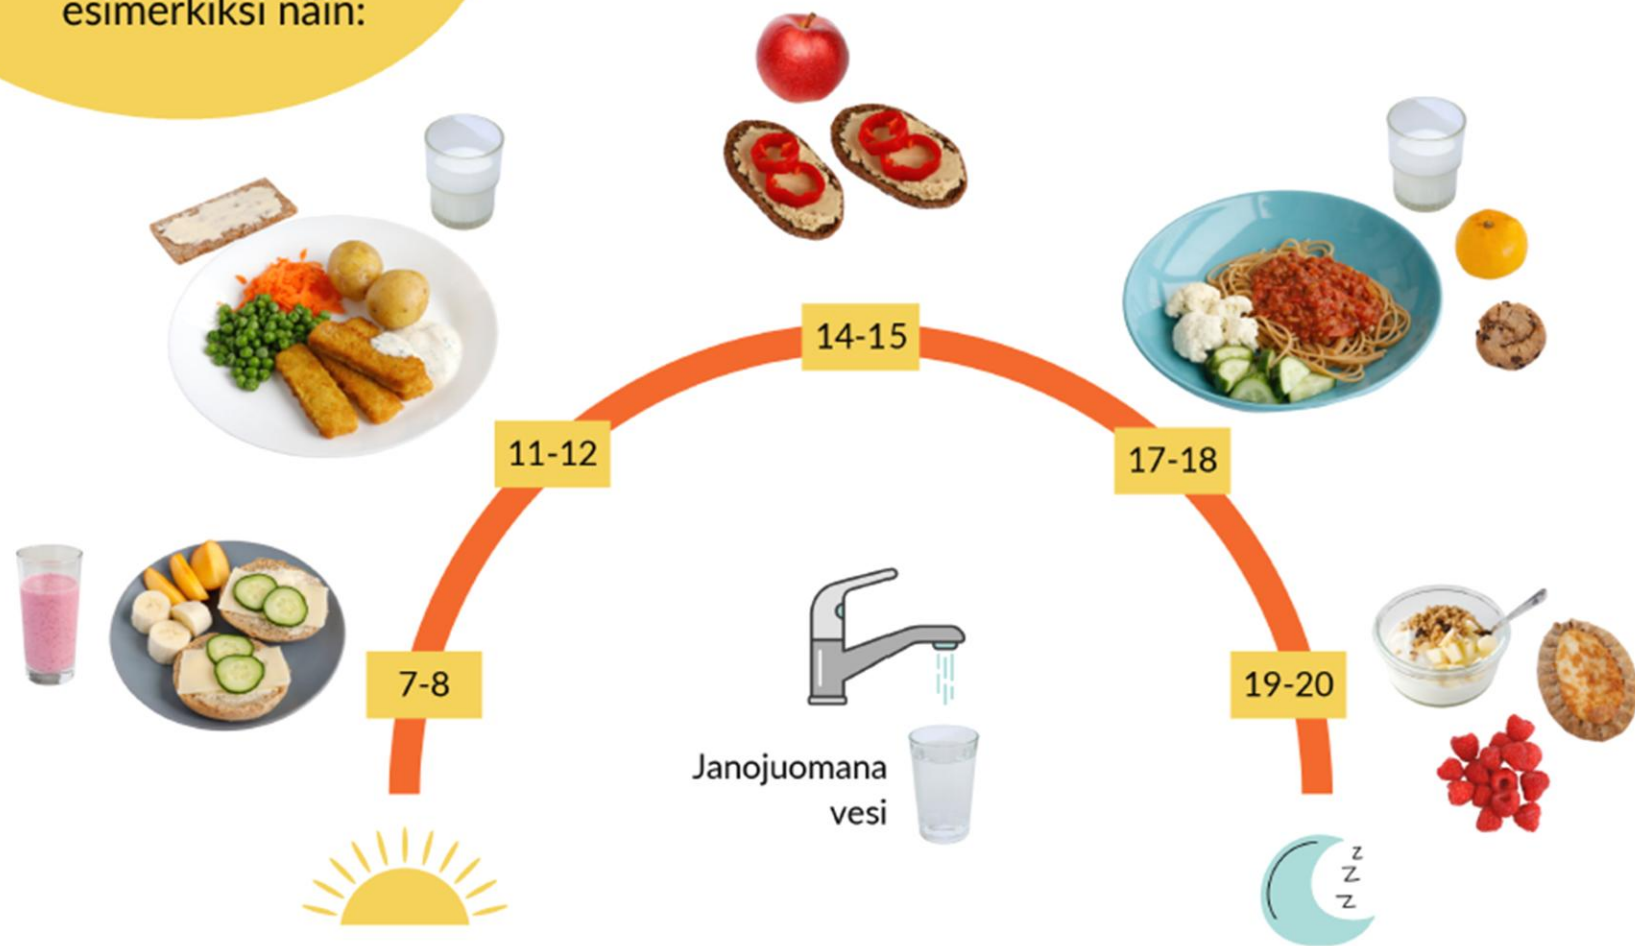 esimerkiksi näin:
14-15
11-12
17-18
7-8
19-20
Janojuomana
vesi
z
z
z